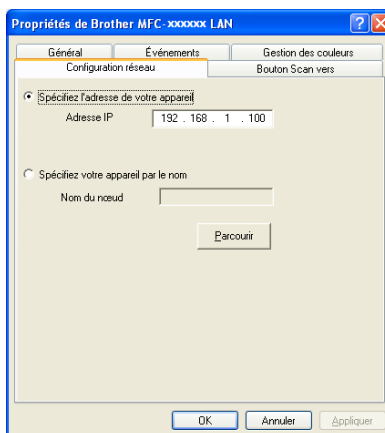 Propriétés de Brother MFC-xxxxxx LAN
Général Événements Gestion des couleurs
Configuration réseau Bouton Scan vers
Spécifiez l'adresse de votre appareil
Adresse IP 192 . 168 . 1 . 100
Spécifiez votre appareil par le nom
Nom du nœud
Parcourir
OK Annuler Appliquer